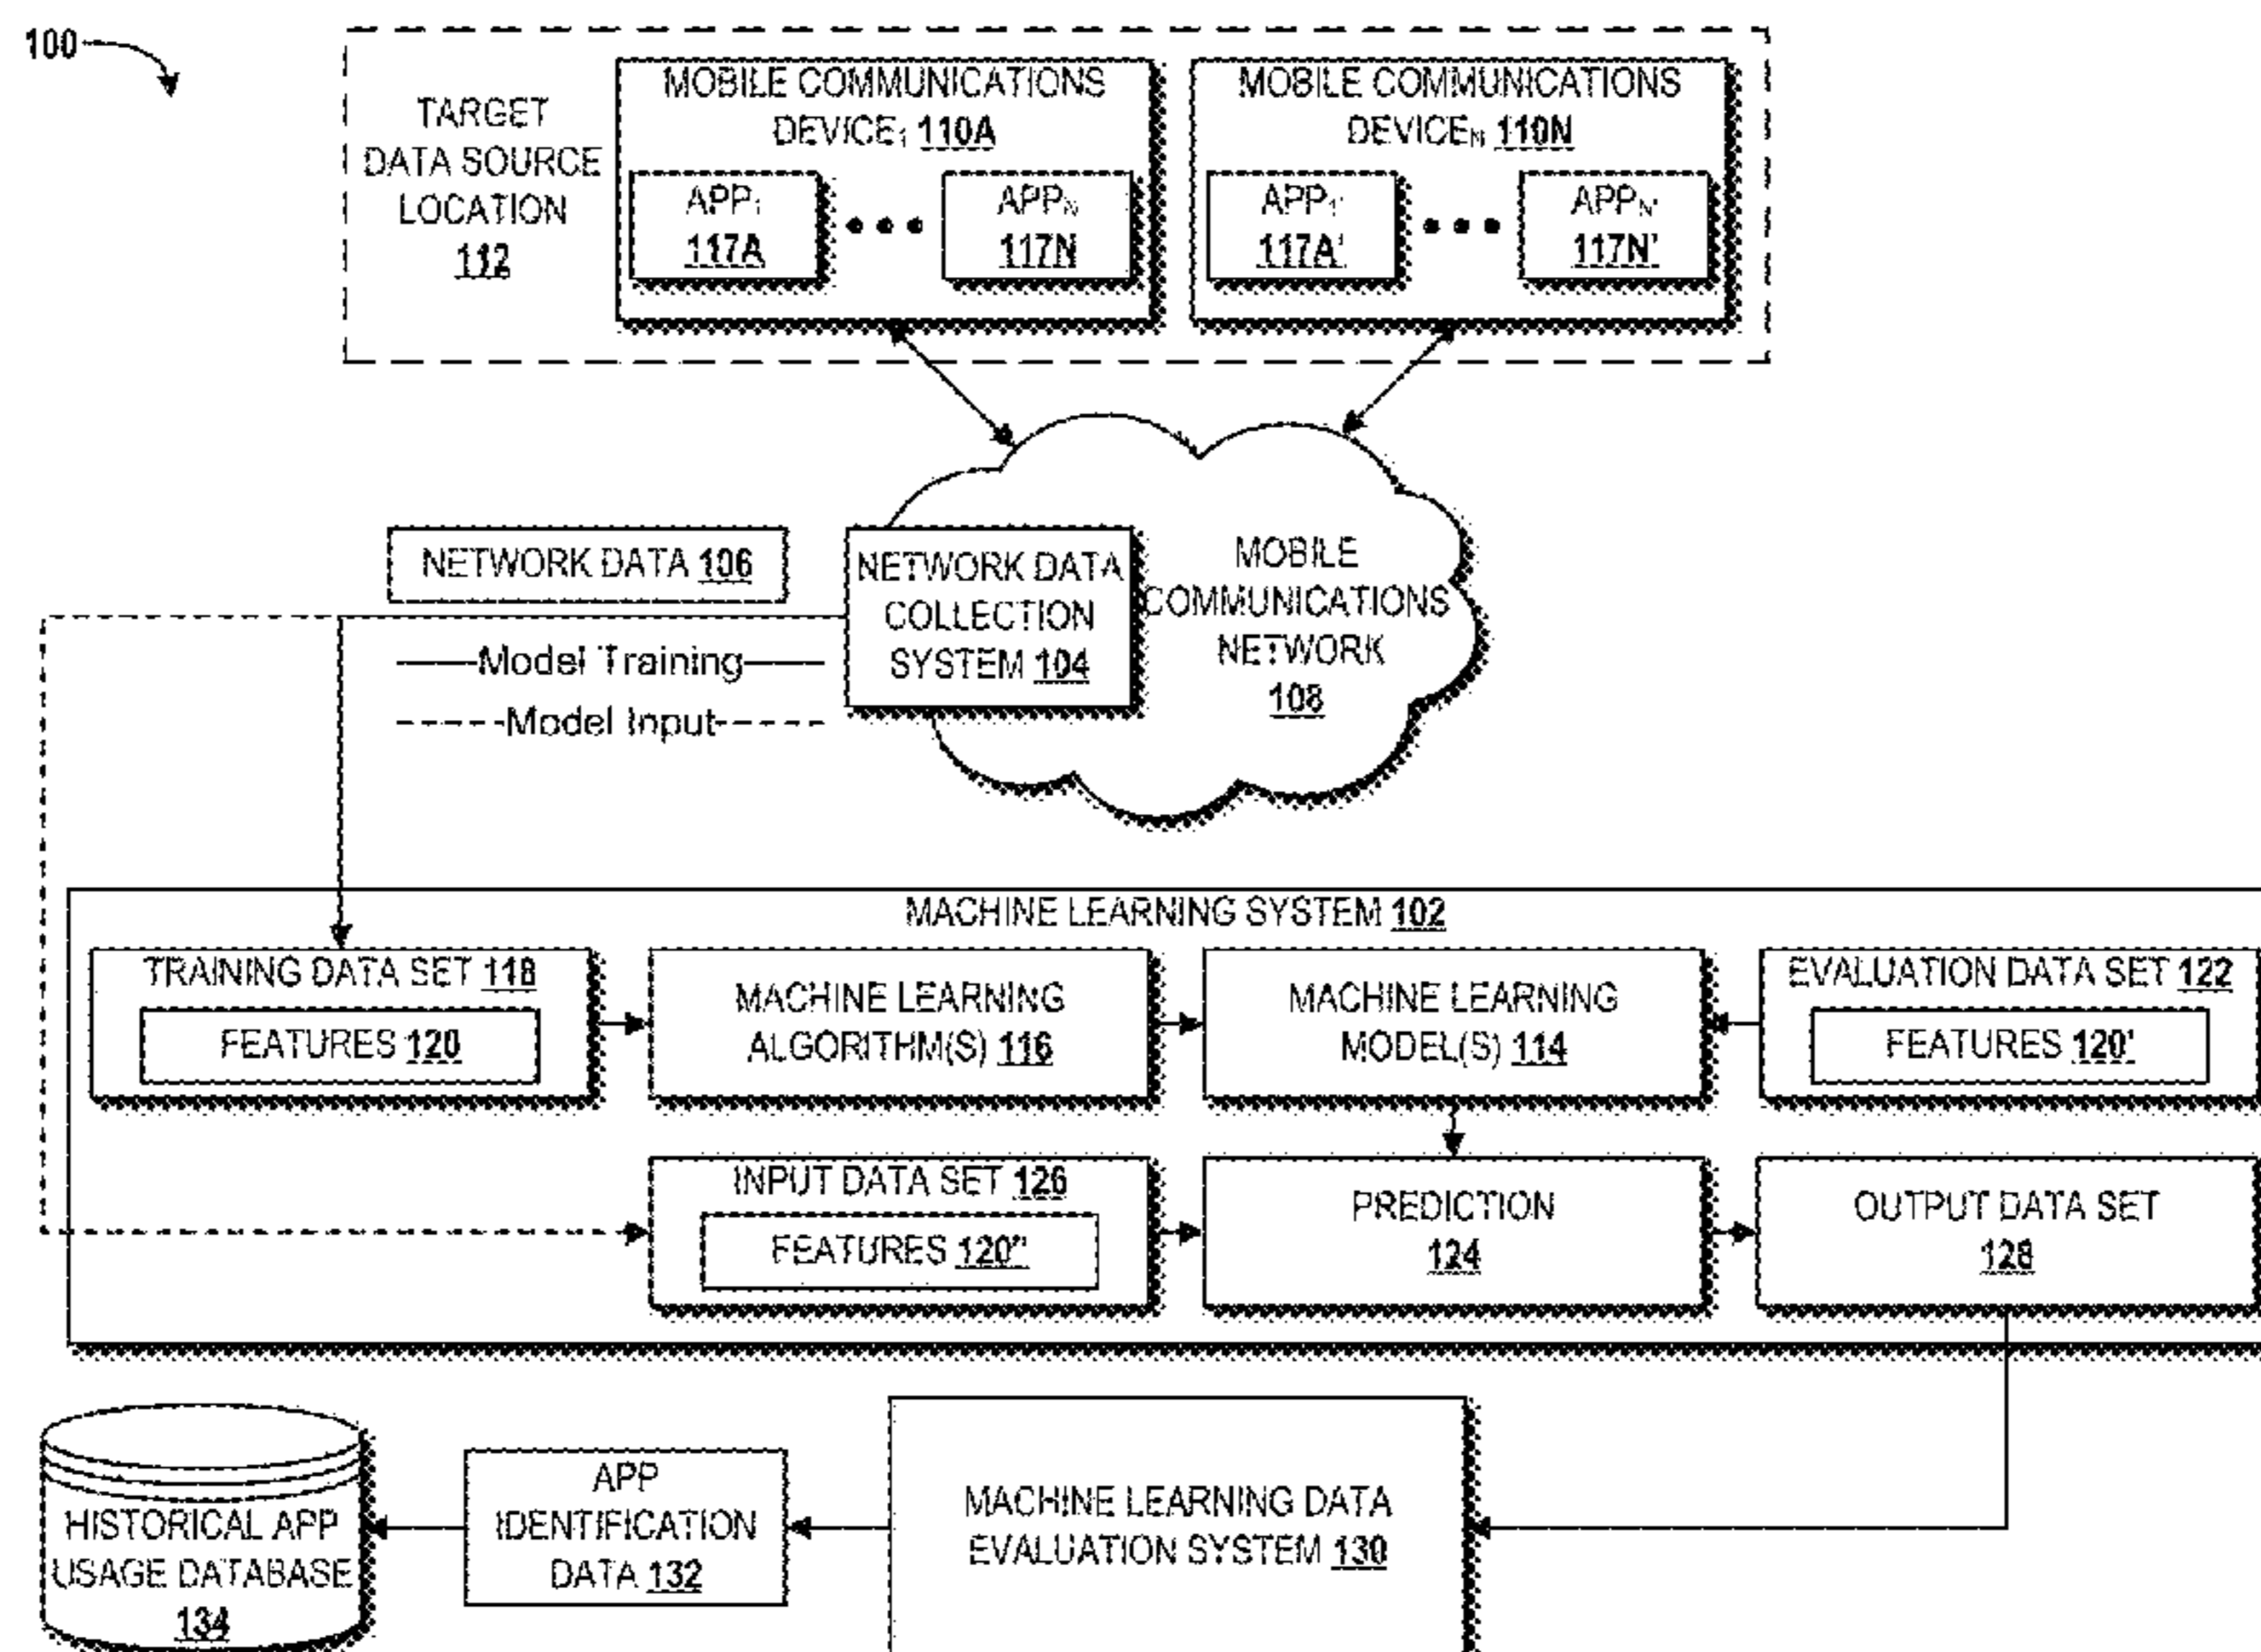 100
TARGET
DATA SOURCE
LOCATION
112
MOBILE COMMUNICATIONS
DEVICE₁ 110A
APP₁
117A
APPN
117N
MOBILE COMMUNICATIONS
DEVICEN 110N
APP₁'
117A'
APPN'
117N'
NETWORK DATA 106
Model Training
Model Input
NETWORK DATA
COLLECTION
SYSTEM 104
MOBILE
COMMUNICATIONS
NETWORK
108
MACHINE LEARNING SYSTEM 102
TRAINING DATA SET 118
FEATURES 120
MACHINE LEARNING
ALGORITHM(S) 116
MACHINE LEARNING
MODEL(S) 114
EVALUATION DATA SET 122
FEATURES 120'
INPUT DATA SET 126
FEATURES 120"
PREDICTION
124
OUTPUT DATA SET
128
HISTORICAL APP
USAGE DATABASE
134
APP
IDENTIFICATION
DATA 132
MACHINE LEARNING DATA
EVALUATION SYSTEM 130